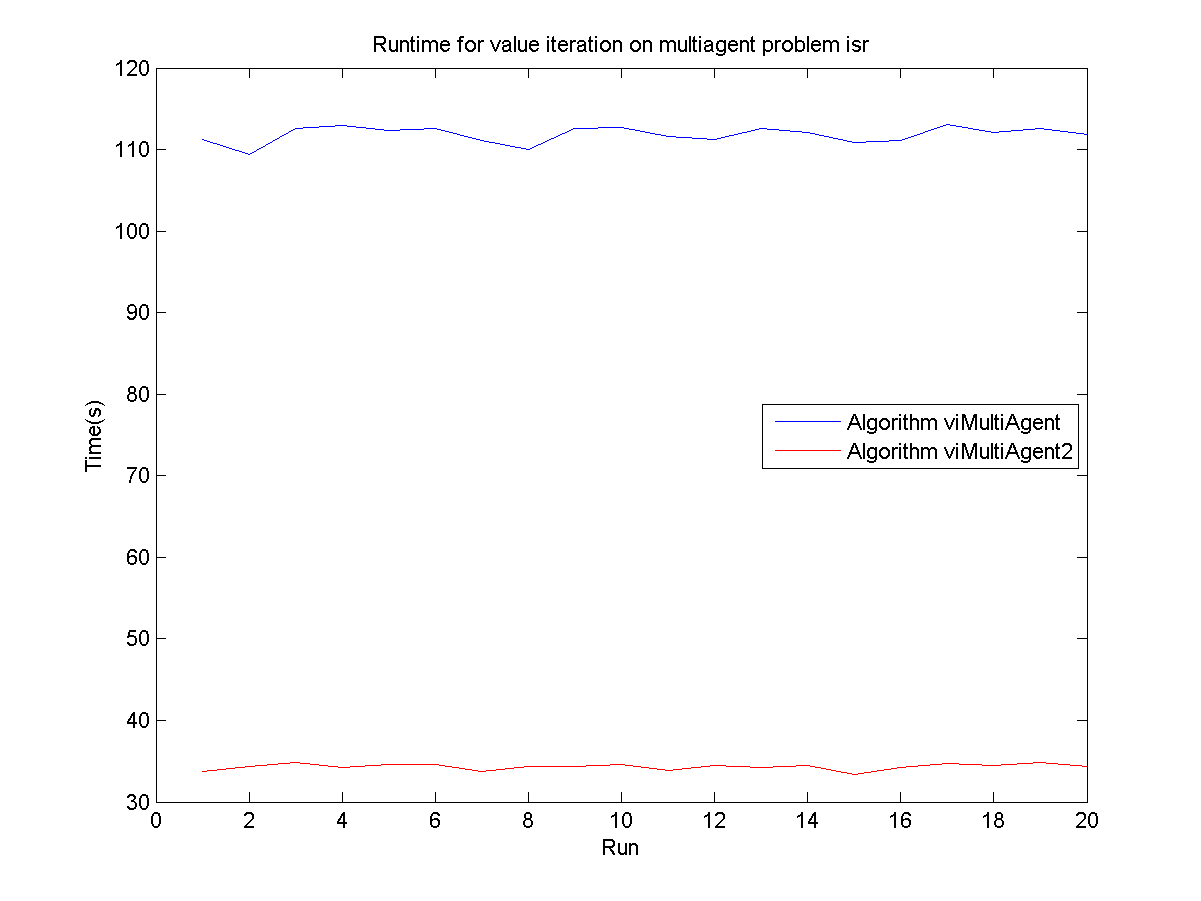 Runtime for value iteration on multiagent problem isr
120
110
100
90
80
70
60
50
40
30
Time(s)
Algorithm viMultiAgent
Algorithm viMultiAgent2
0 2 4 6 8 10 12 14 16 18 20
Run